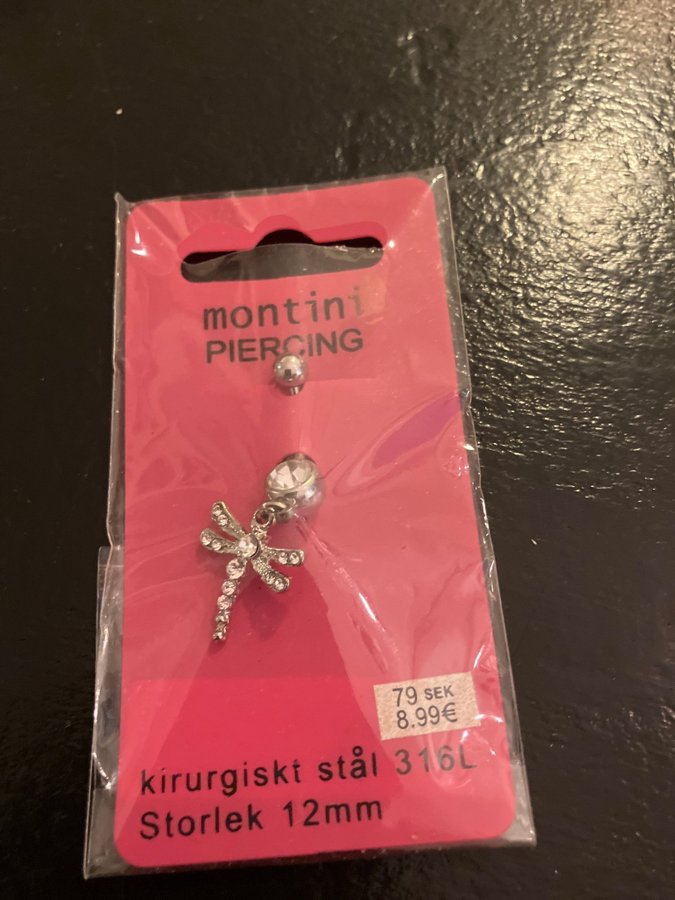 montini
PIERCING
79 SEK
8.99€
kirurgiskt stål 316L
Storlek 12mm